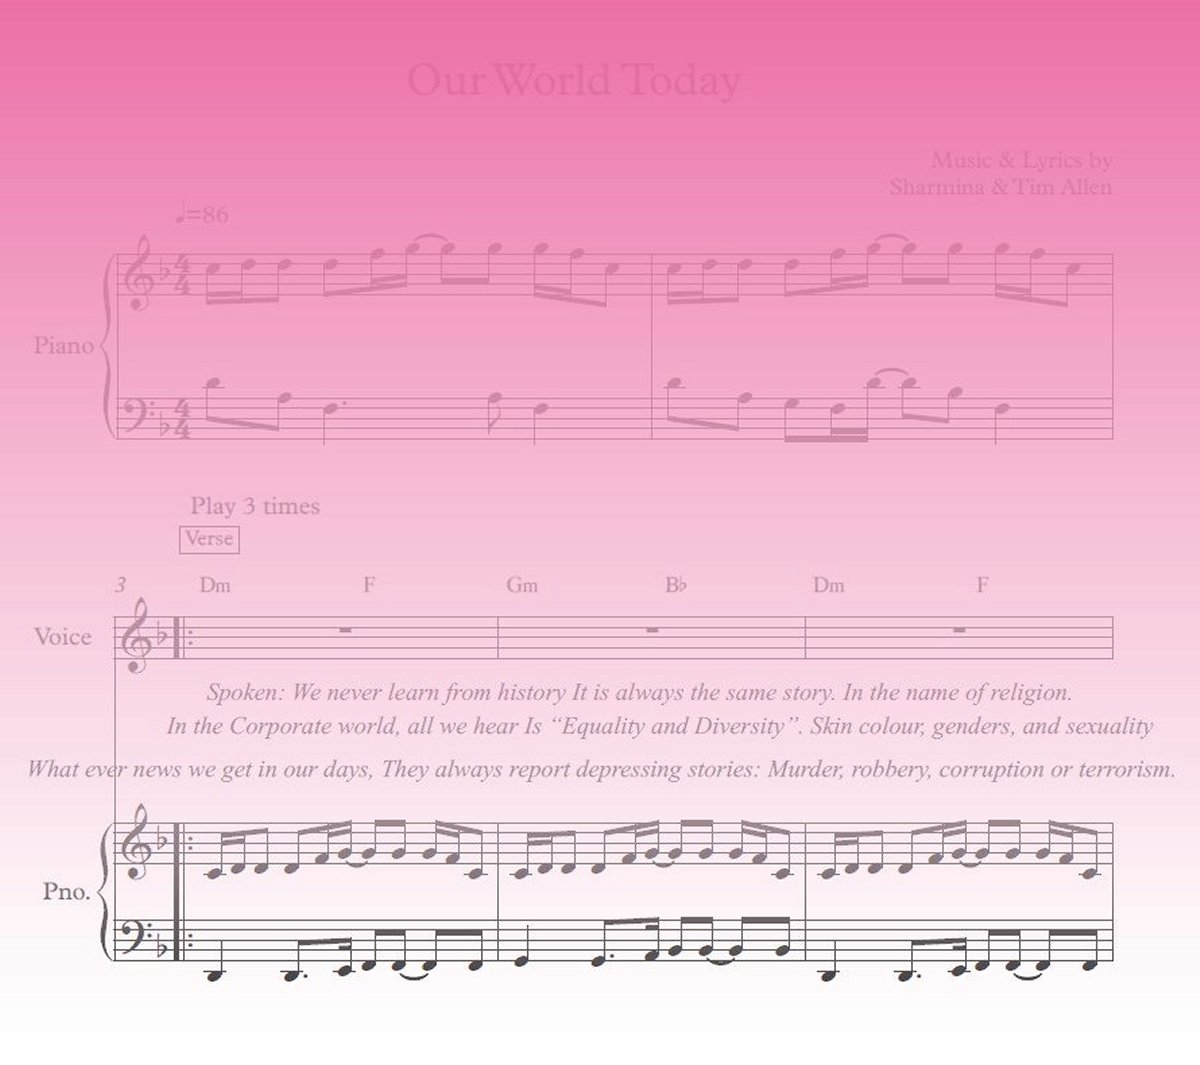 Our World Today
Music & Lyrics by
Sharmina & Tim Allen
♩=86
Piano
Play 3 times
Verse
3
Dm F Gm B♭ Dm F
Voice
Spoken: We never learn from history It is always the same story. In the name of religion.
In the Corporate world, all we hear Is “Equality and Diversity”. Skin colour, genders, and sexuality
What ever news we get in our days, They always report depressing stories: Murder, robbery, corruption or terrorism.
Pno.